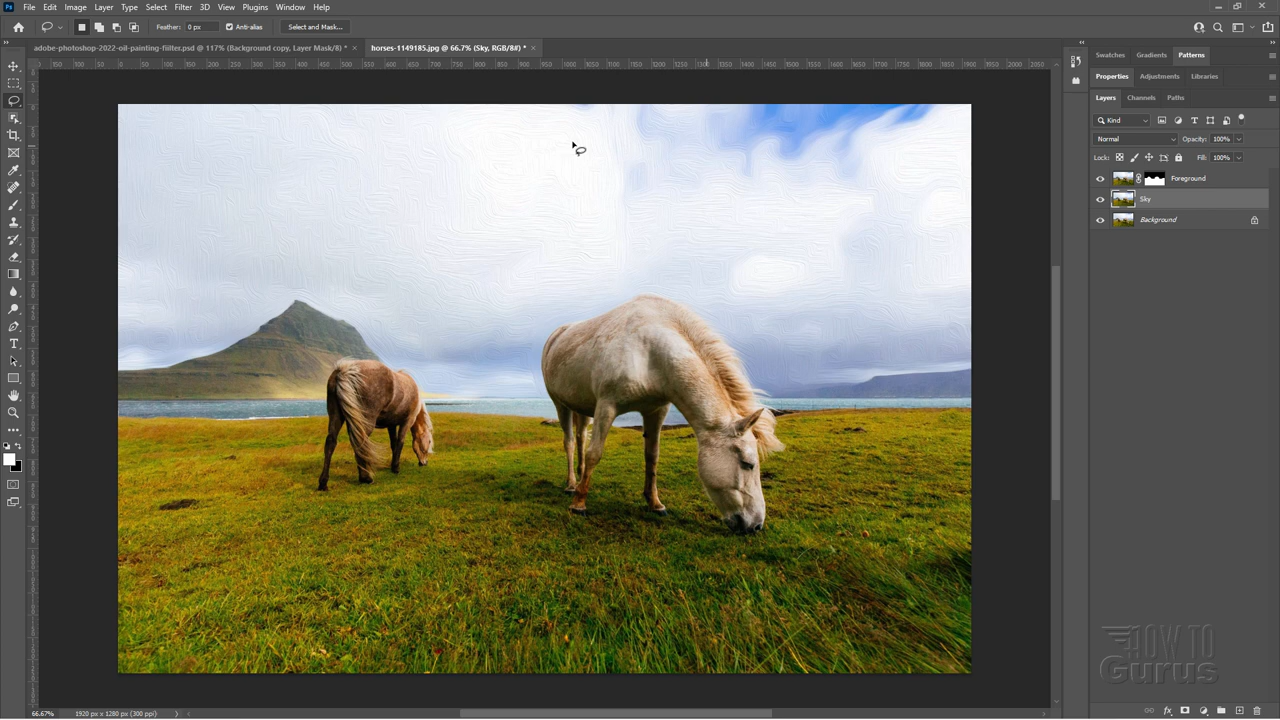 Ps File Edit Image Layer Type Select Filter 3D View Plugins Window Help
Feather: 0 px Anti-alias Select and Mask...
adobe-photoshop-2022-oil-painting-fiilter.psd @ 117% (Background copy, Layer Mask/8) * horses-1149185.jpg @ 66.7% (Sky, RGB/8#) *
Swatches Gradients Patterns
Properties Adjustments Libraries
Layers Channels Paths
Kind
Normal Opacity: 100%
Lock: Fill: 100%
Foreground
Sky
Background
HOW TO
Gurus
66.67% 1920 px x 1280 px (300 ppi)